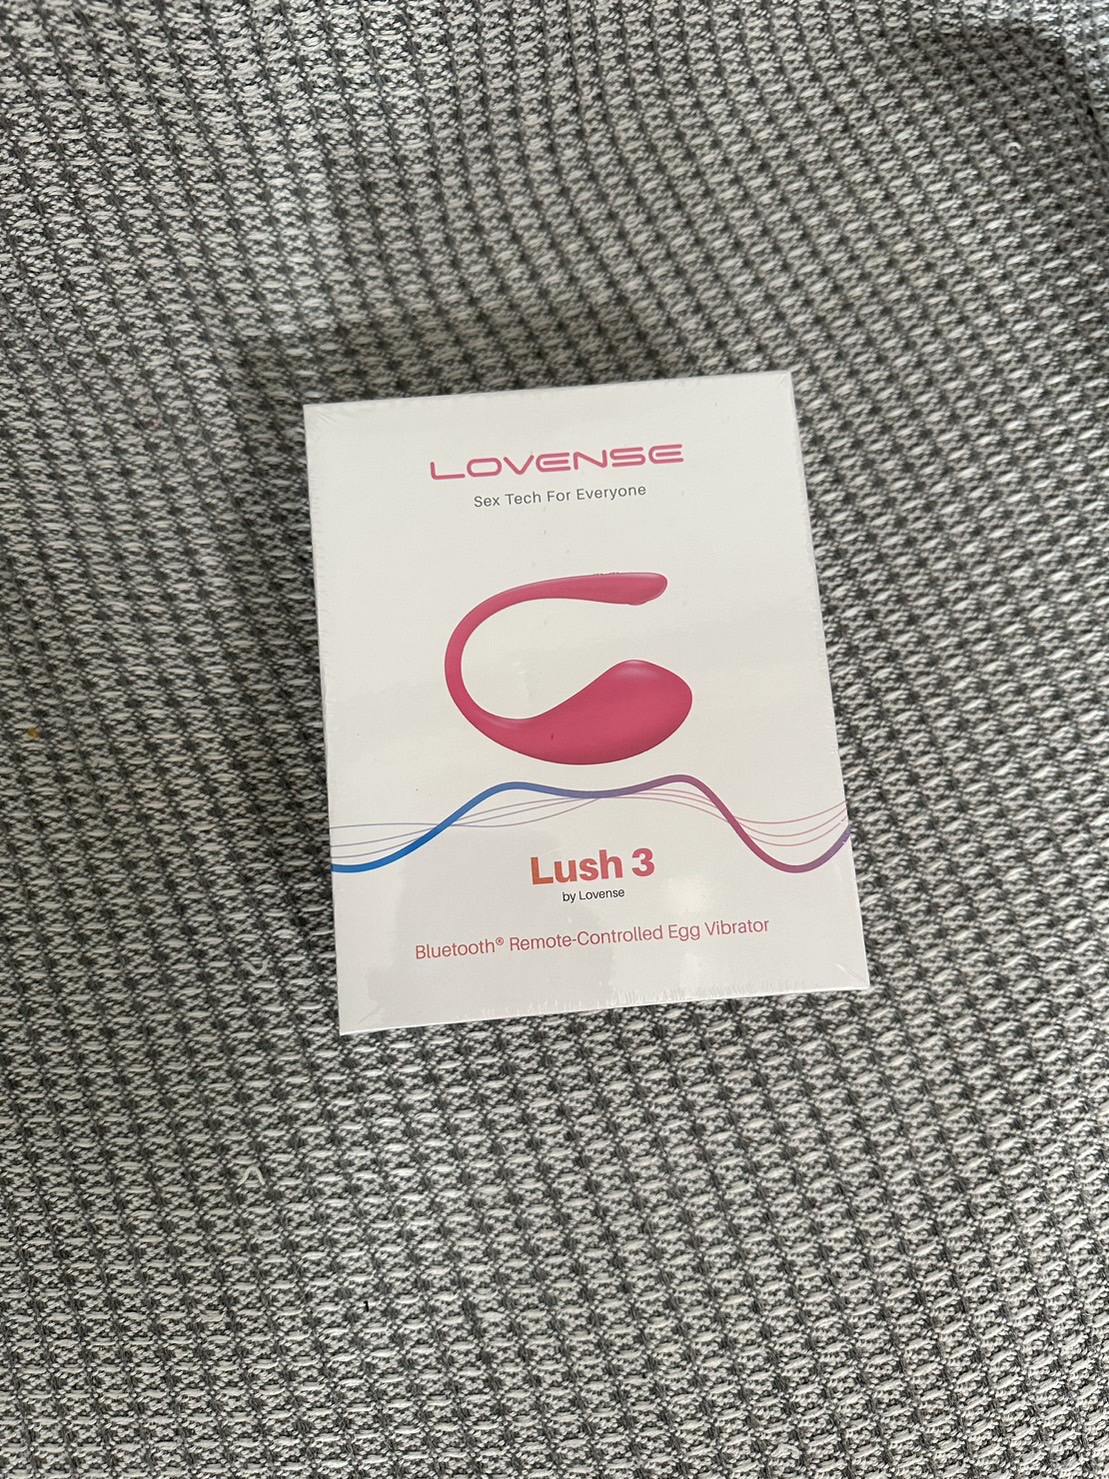 LOVENSE
Sex Tech For Everyone
Lush 3
by Lovense
Bluetooth® Remote-Controlled Egg Vibrator